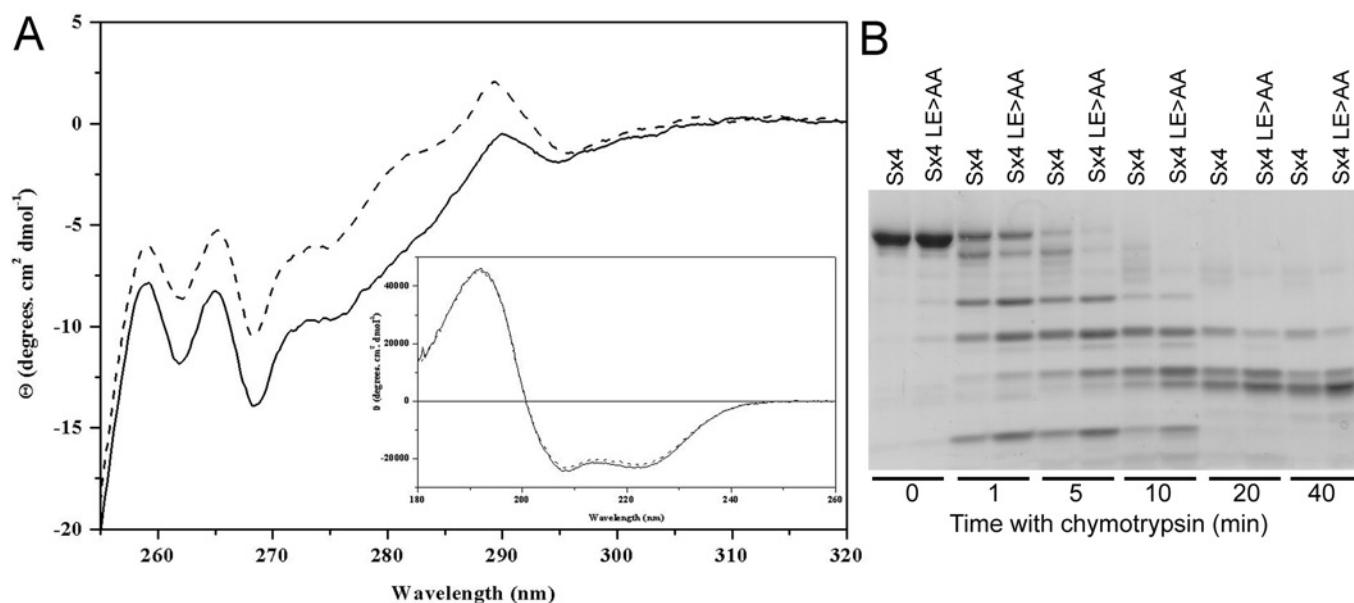 A
5
0
-5
-10
-15
-20
Θ (degrees. cm² dmol⁻¹)
260 270 280 290 300 310 320
Wavelength (nm)
40000
20000
0
-20000
(degrees. cm². dmol⁻¹)
180 200 220 240 260
Wavelength (nm)
B
Sx4 Sx4 LE>AA Sx4 Sx4 LE>AA Sx4 Sx4 LE>AA Sx4 Sx4 LE>AA Sx4 Sx4 LE>AA Sx4 Sx4 LE>AA
0 1 5 10 20 40
Time with chymotrypsin (min)